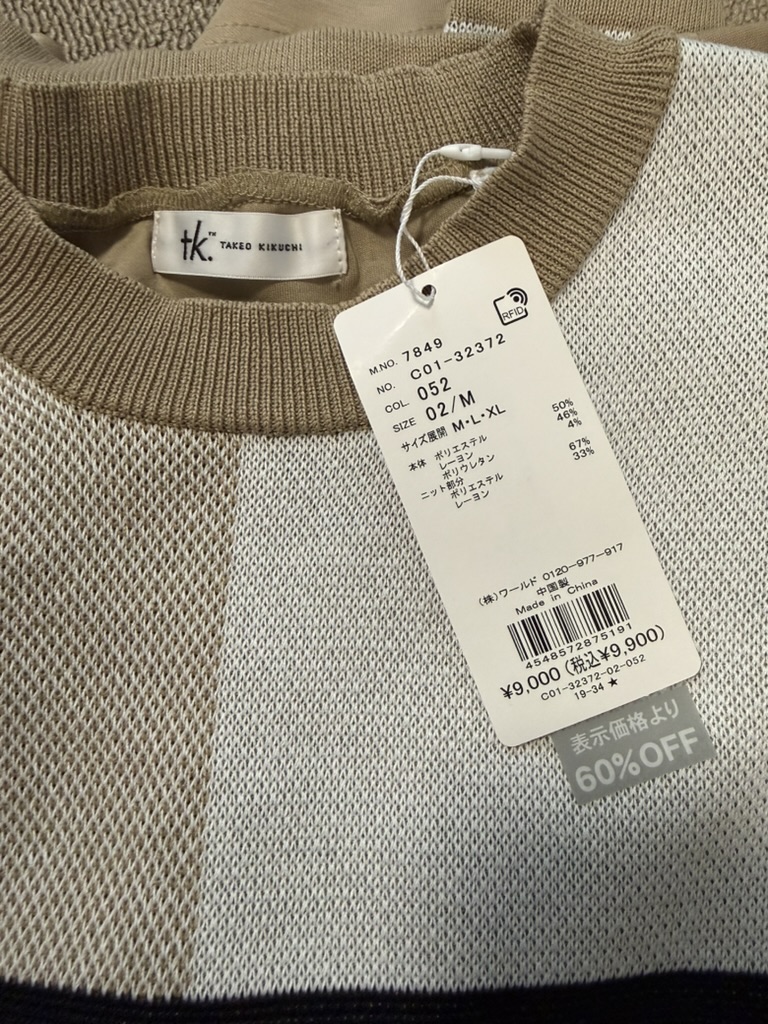 tk.™ TAKEO KIKUCHI
RFID
M.NO. 7849
NO. C01-32372
COL. 052
SIZE 02/M
サイズ展開 M・L・XL
本体 ポリエステル 50%
レーヨン 46%
ポリウレタン 4%
ニット部分
ポリエステル 67%
レーヨン 33%
(株)ワールド 0120-977-917
中国製
Made in China
4548572875191
¥9,000 (税込¥9,900)
C01-32372-02-052
19-34 ★
表示価格より
60%OFF